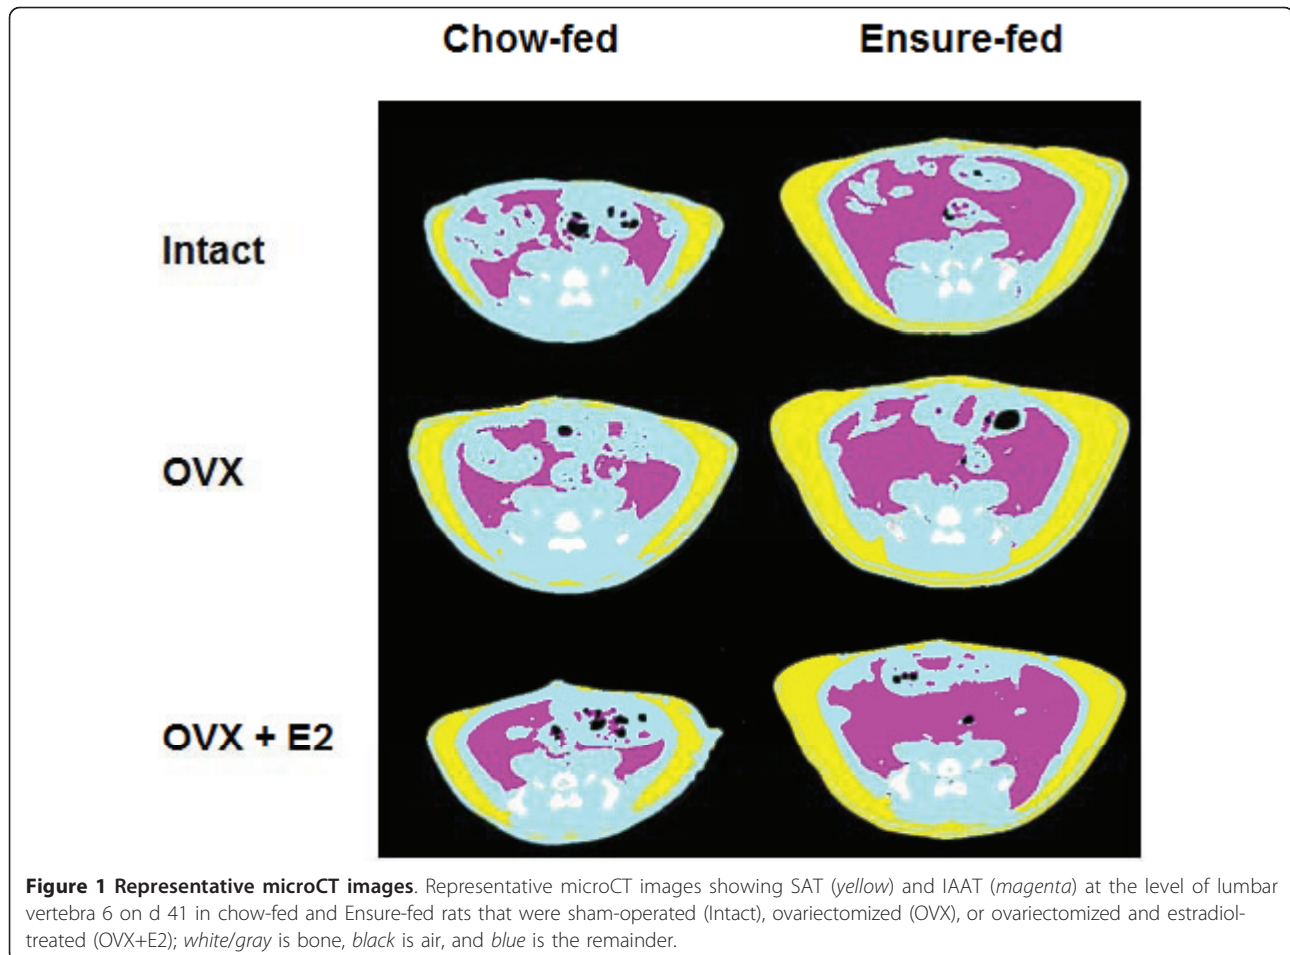 Chow-fed Ensure-fed
Intact
OVX
OVX + E2
Figure 1 Representative microCT images. Representative microCT images showing SAT (yellow) and IAAT (magenta) at the level of lumbar
vertebra 6 on d 41 in chow-fed and Ensure-fed rats that were sham-operated (Intact), ovariectomized (OVX), or ovariectomized and estradiol-
treated (OVX+E2); white/gray is bone, black is air, and blue is the remainder.